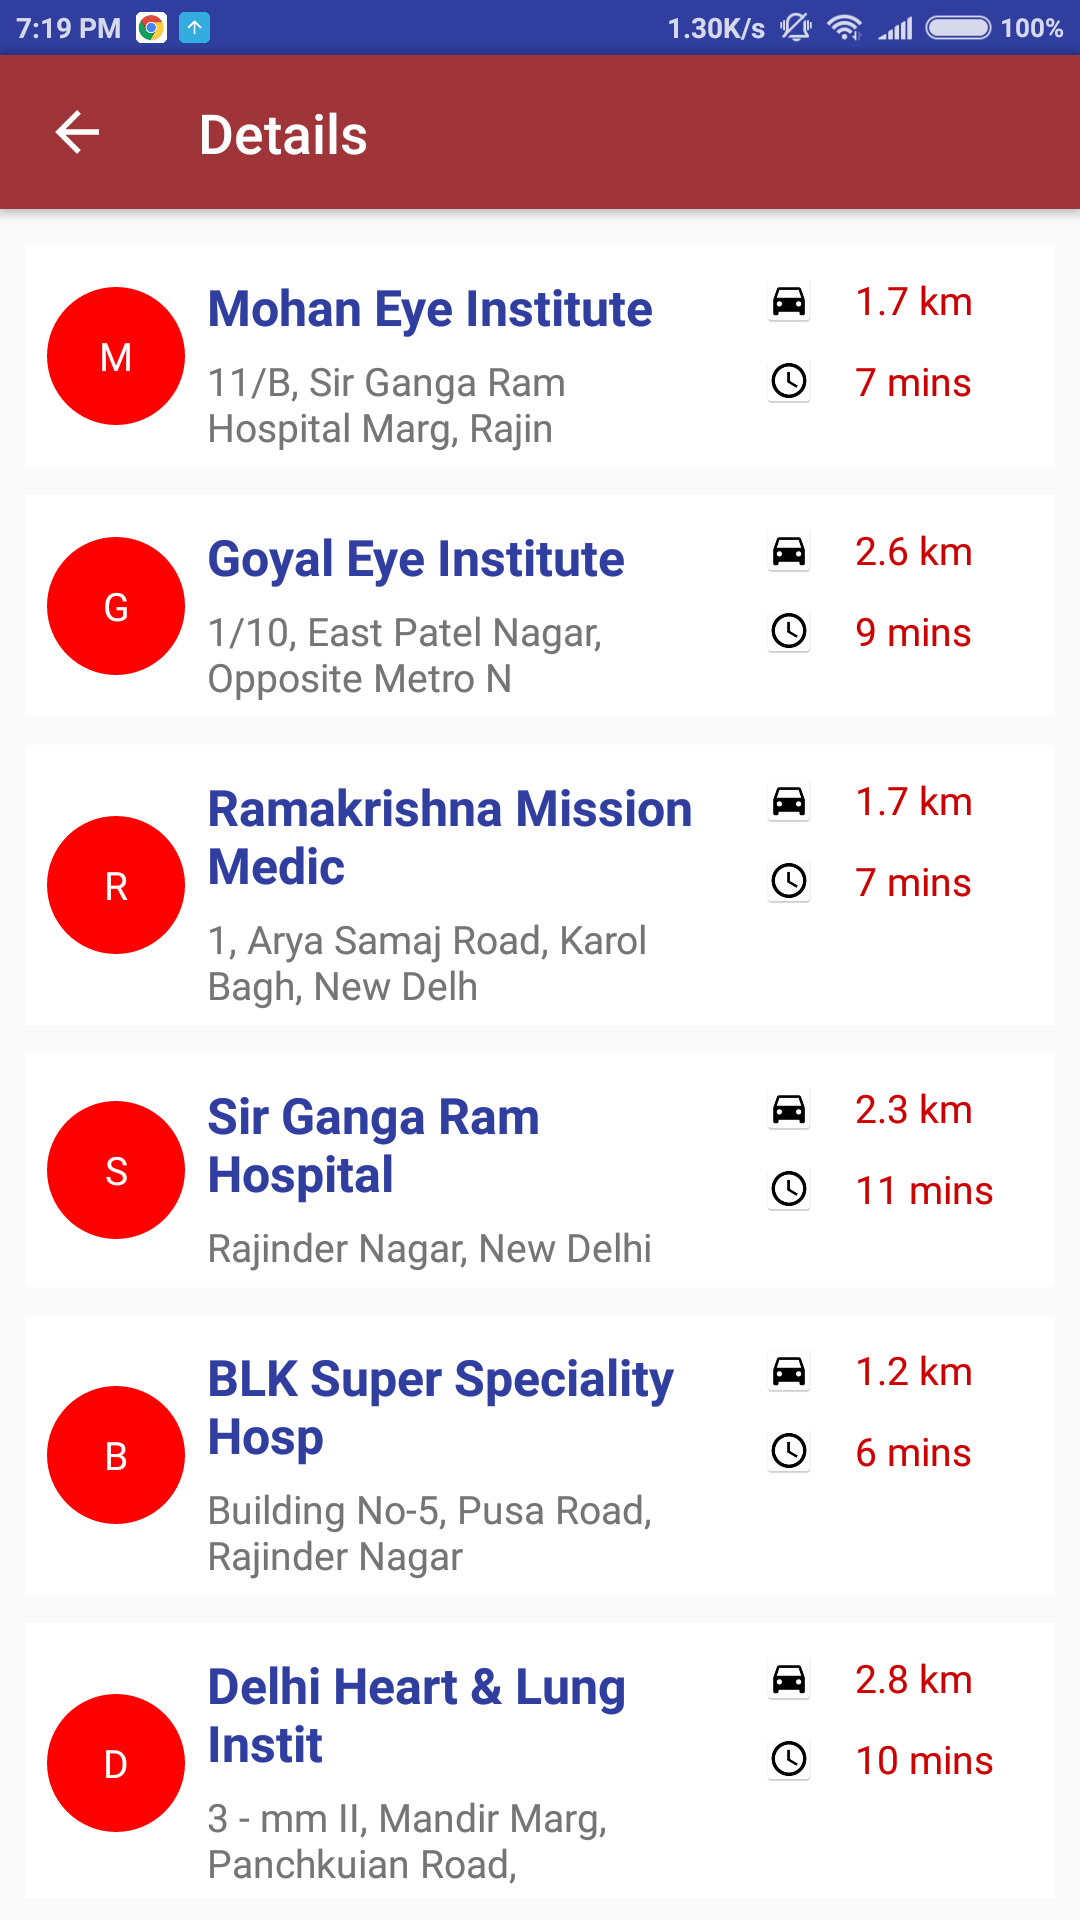 7:19 PM 1.30K/s 100%
Details
M
Mohan Eye Institute
11/B, Sir Ganga Ram
Hospital Marg, Rajin
1.7 km
7 mins
G
Goyal Eye Institute
1/10, East Patel Nagar,
Opposite Metro N
2.6 km
9 mins
R
Ramakrishna Mission
Medic
1, Arya Samaj Road, Karol
Bagh, New Delh
1.7 km
7 mins
S
Sir Ganga Ram
Hospital
Rajinder Nagar, New Delhi
2.3 km
11 mins
B
BLK Super Speciality
Hosp
Building No-5, Pusa Road,
Rajinder Nagar
1.2 km
6 mins
D
Delhi Heart & Lung
Instit
3 - mm II, Mandir Marg,
Panchkuian Road,
2.8 km
10 mins